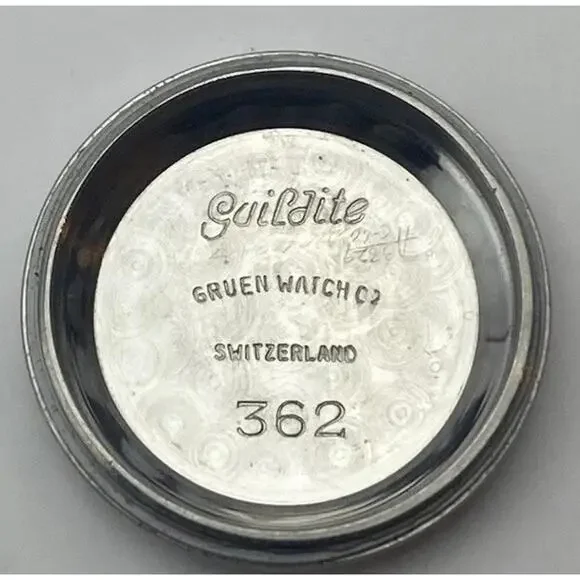 Guildite
GRUEN WATCH CO
SWITZERLAND
362